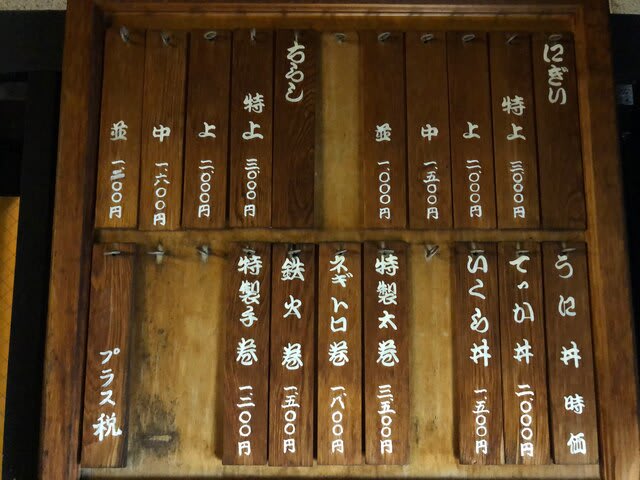 にぎり
特上 三、〇〇〇円
上 二、〇〇〇円
中 一、五〇〇円
並 一、〇〇〇円
ちらし
特上 三、〇〇〇円
上 二、〇〇〇円
中 一、六〇〇円
並 一、二〇〇円
うに丼 時価
てっか丼 二、〇〇〇円
いくら丼 一、五〇〇円
特製太巻 三、五〇〇円
ネギトロ巻 一、八〇〇円
鉄火巻 一、五〇〇円
特製手巻 一、二〇〇円
プラス税